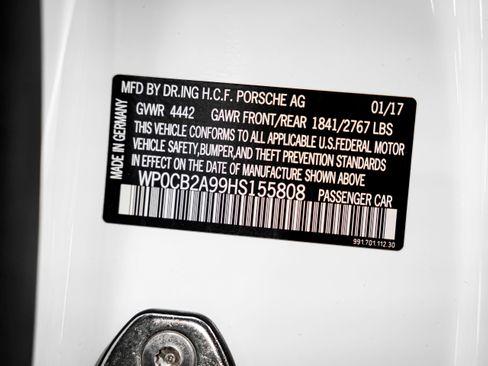 MFD BY DR.ING H.C.F. PORSCHE AG 01/17
GVWR 4442 GAWR FRONT/REAR 1841/2767 LBS
THIS VEHICLE CONFORMS TO ALL APPLICABLE U.S.FEDERAL MOTOR
VEHICLE SAFETY,BUMPER,AND THEFT PREVENTION STANDARDS
IN EFFECT ON THE DATE OF MANUFACTURE SHOWN ABOVE
WP0CB2A99HS155808 PASSENGER CAR
MADE IN GERMANY
991.701.112.30